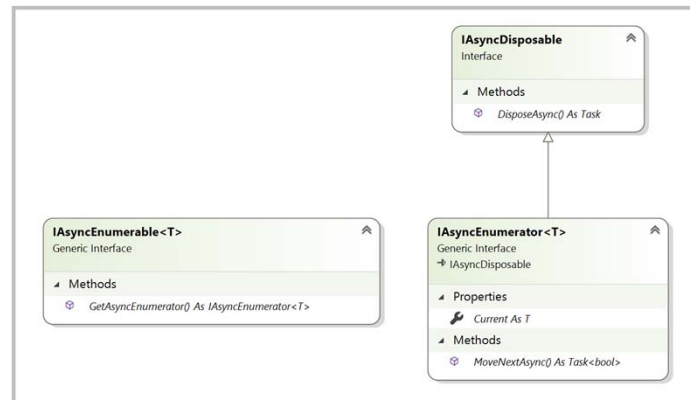 IAsyncDisposable
Interface
Methods
DisposeAsync() As Task
IAsyncEnumerable<T>
Generic Interface
Methods
GetAsyncEnumerator() As IAsyncEnumerator<T>
IAsyncEnumerator<T>
Generic Interface
IAsyncDisposable
Properties
Current As T
Methods
MoveNextAsync() As Task<bool>